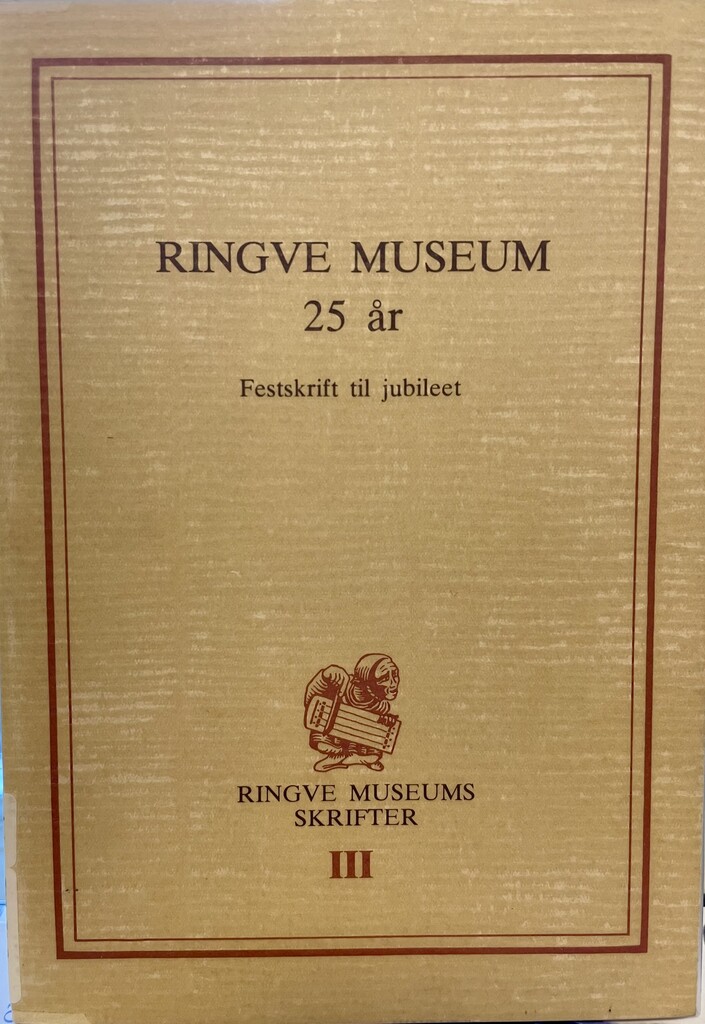 RINGVE MUSEUM
25 år
Festskrift til jubileet
RINGVE MUSEUMS
SKRIFTER
III